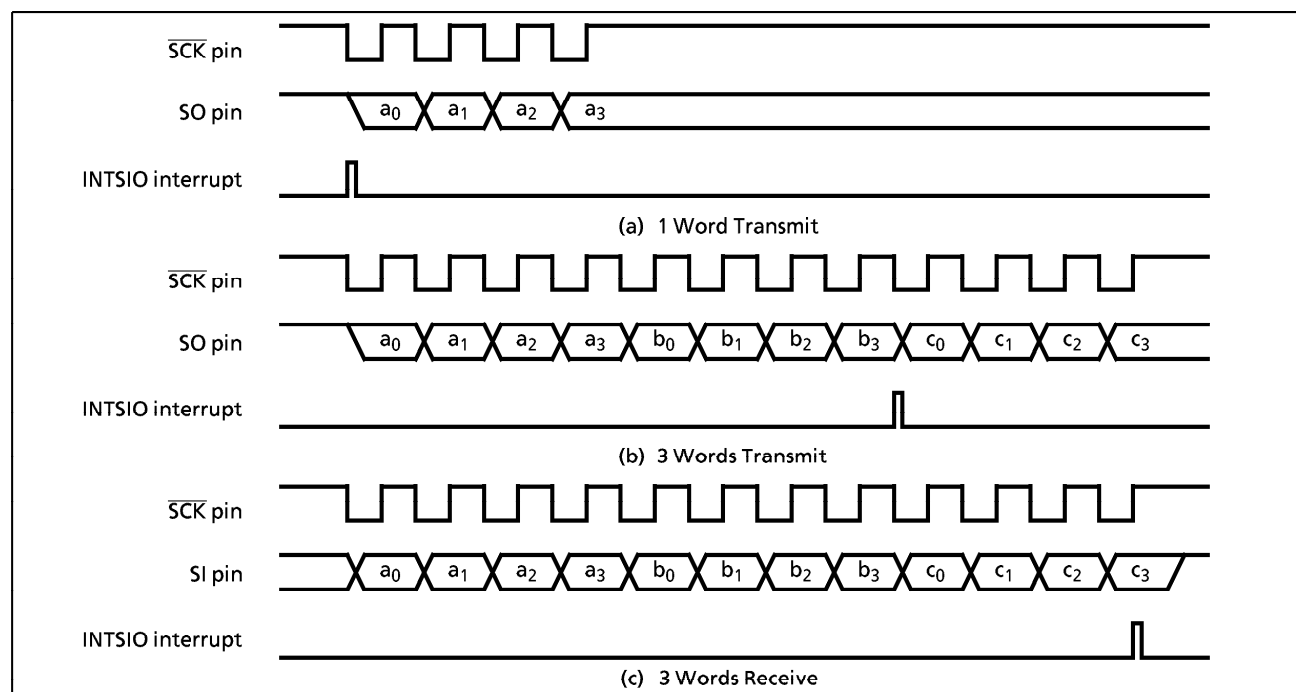 SCK pin
SO pin
a0 a1 a2 a3
INTSIO interrupt
(a) 1 Word Transmit
SCK pin
SO pin
a0 a1 a2 a3 b0 b1 b2 b3 c0 c1 c2 c3
INTSIO interrupt
(b) 3 Words Transmit
SCK pin
SI pin
a0 a1 a2 a3 b0 b1 b2 b3 c0 c1 c2 c3
INTSIO interrupt
(c) 3 Words Receive